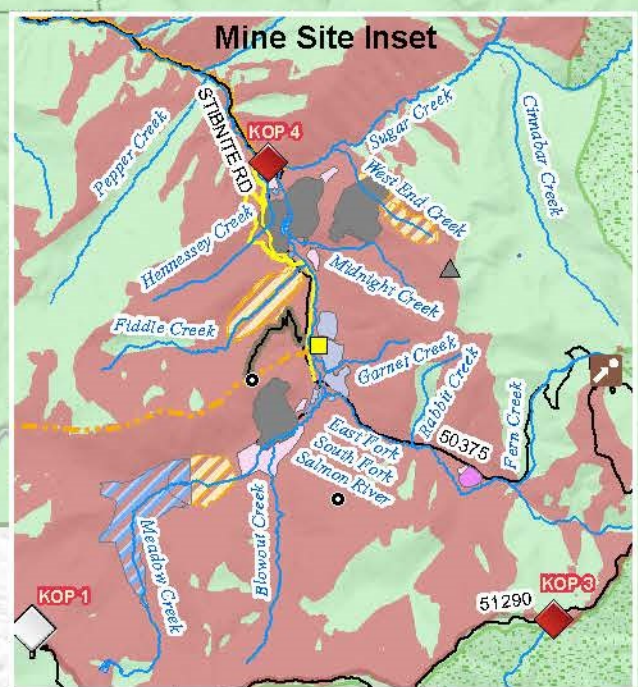 Mine Site Inset
KOP 4
Sugar Creek
Cinnabar Creek
Pepper Creek
STIBNITE RD
West End Creek
Hennessey Creek
Midnight Creek
Fiddle Creek
Garnet Creek
Rabbit Creek
Fern Creek
50375
East Fork
South Fork
Salmon River
Blowout Creek
Meadow Creek
KOP 1
KOP 3
51290